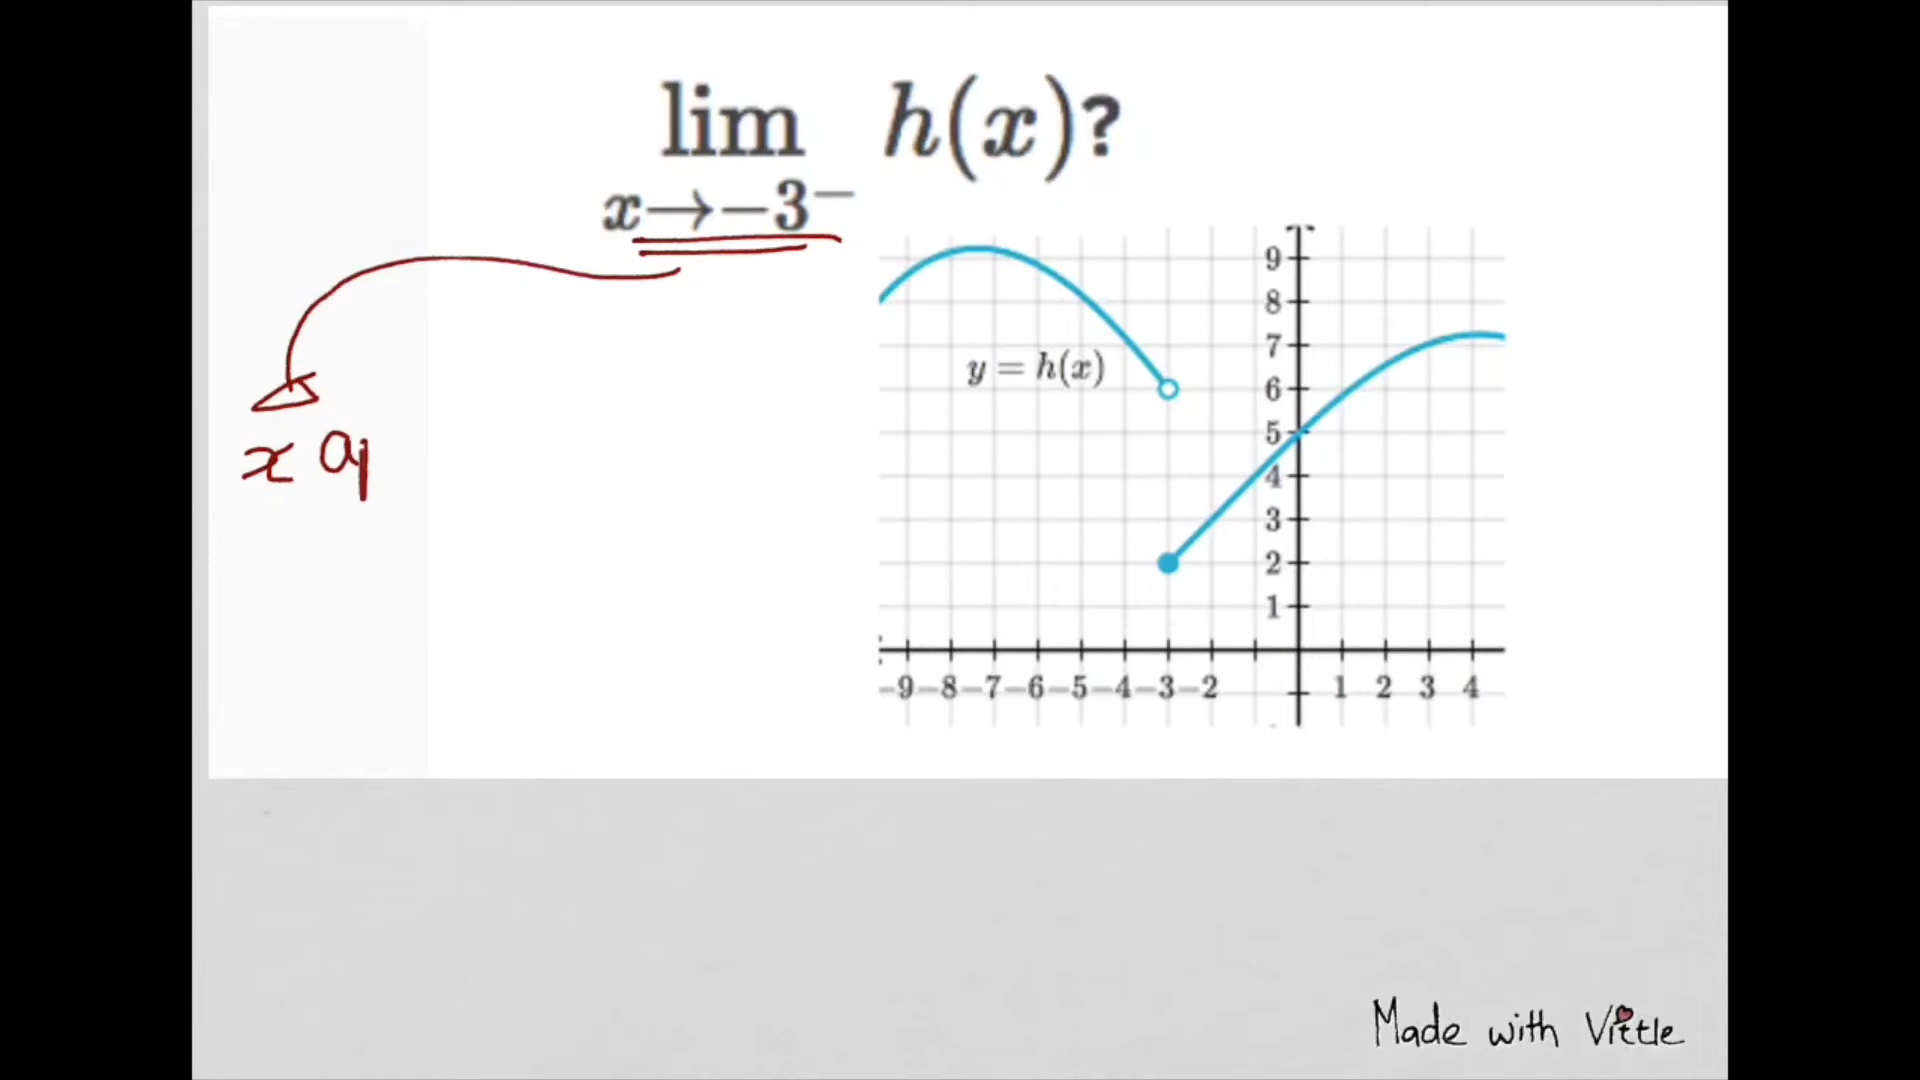 lim h(x)?
x→−3⁻
9
8
7
y = h(x)
6
5
4
3
2
1
−9 −8 −7 −6 −5 −4 −3 −2 1 2 3 4
x ap
Made with Vittle